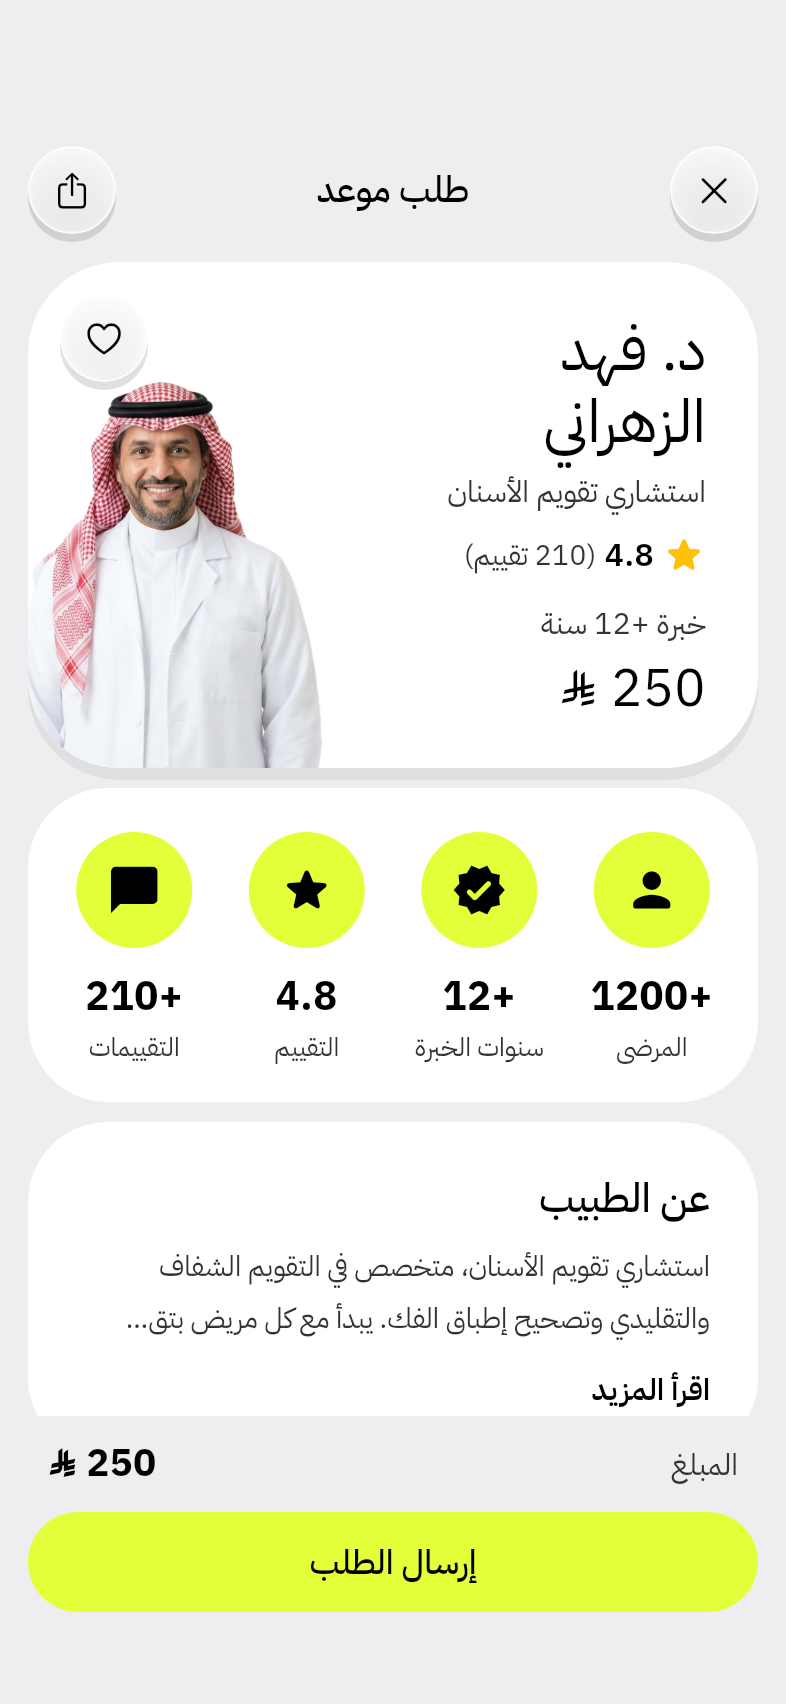 طلب موعد
د. فهد
الزهراني
استشاري تقويم الأسنان
4.8 (210 تقييم)
خبرة +12 سنة
250 ⃁
+1200
المرضى
+12
سنوات الخبرة
4.8
التقييم
+210
التقييمات
عن الطبيب
استشاري تقويم الأسنان، متخصص في التقويم الشفاف
والتقليدي وتصحيح إطباق الفك. يبدأ مع كل مريض بتق...
اقرأ المزيد
المبلغ
250 ⃁
إرسال الطلب